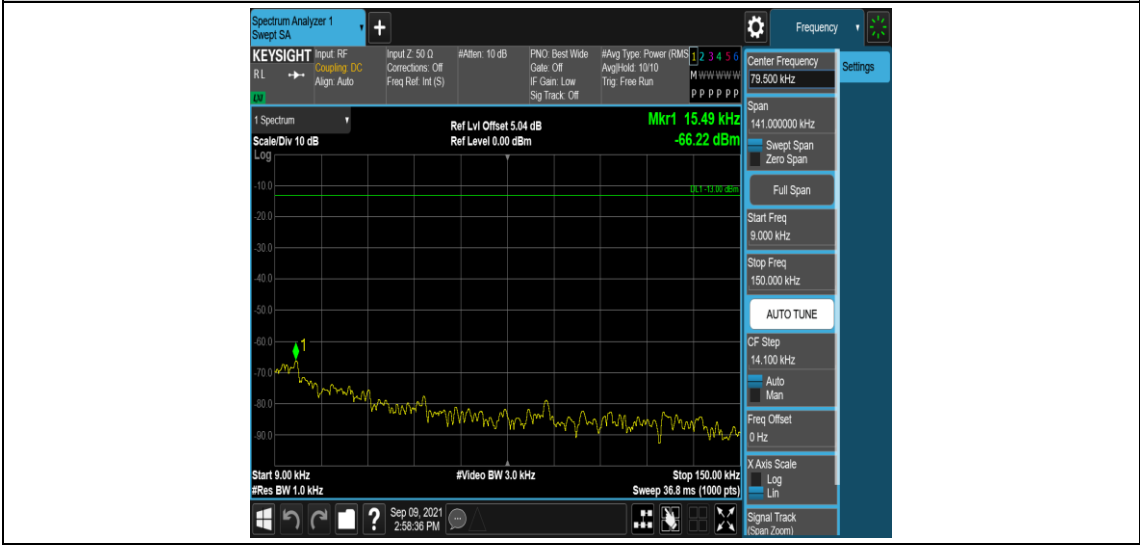 Spectrum Analyzer 1
Swept SA
+
Frequency
KEYSIGHT
RL
LXI
Input: RF
Coupling: DC
Align: Auto
Input Z: 50 Ω
Corrections: Off
Freq Ref: Int (S)
#Atten: 10 dB
PNO: Best Wide
Gate: Off
IF Gain: Low
Sig Track: Off
#Avg Type: Power (RMS
Avg|Hold: 10/10
Trig: Free Run
1 2 3 4 5 6
M W W W W W
P P P P P P
1 Spectrum
Scale/Div 10 dB
Log
Ref Lvl Offset 5.04 dB
Ref Level 0.00 dBm
Mkr1 15.49 kHz
-66.22 dBm
DL1 -13.00 dBm
-10.0
-20.0
-30.0
-40.0
-50.0
-60.0
1
-70.0
-80.0
-90.0
Start 9.00 kHz
#Res BW 1.0 kHz
#Video BW 3.0 kHz
Stop 150.00 kHz
Sweep 36.8 ms (1000 pts)
Center Frequency
79.500 kHz
Settings
Span
141.000000 kHz
Swept Span
Zero Span
Full Span
Start Freq
9.000 kHz
Stop Freq
150.000 kHz
AUTO TUNE
CF Step
14.100 kHz
Auto
Man
Freq Offset
0 Hz
X Axis Scale
Log
Lin
Signal Track
(Span Zoom)
?
Sep 09, 2021
2:58:36 PM